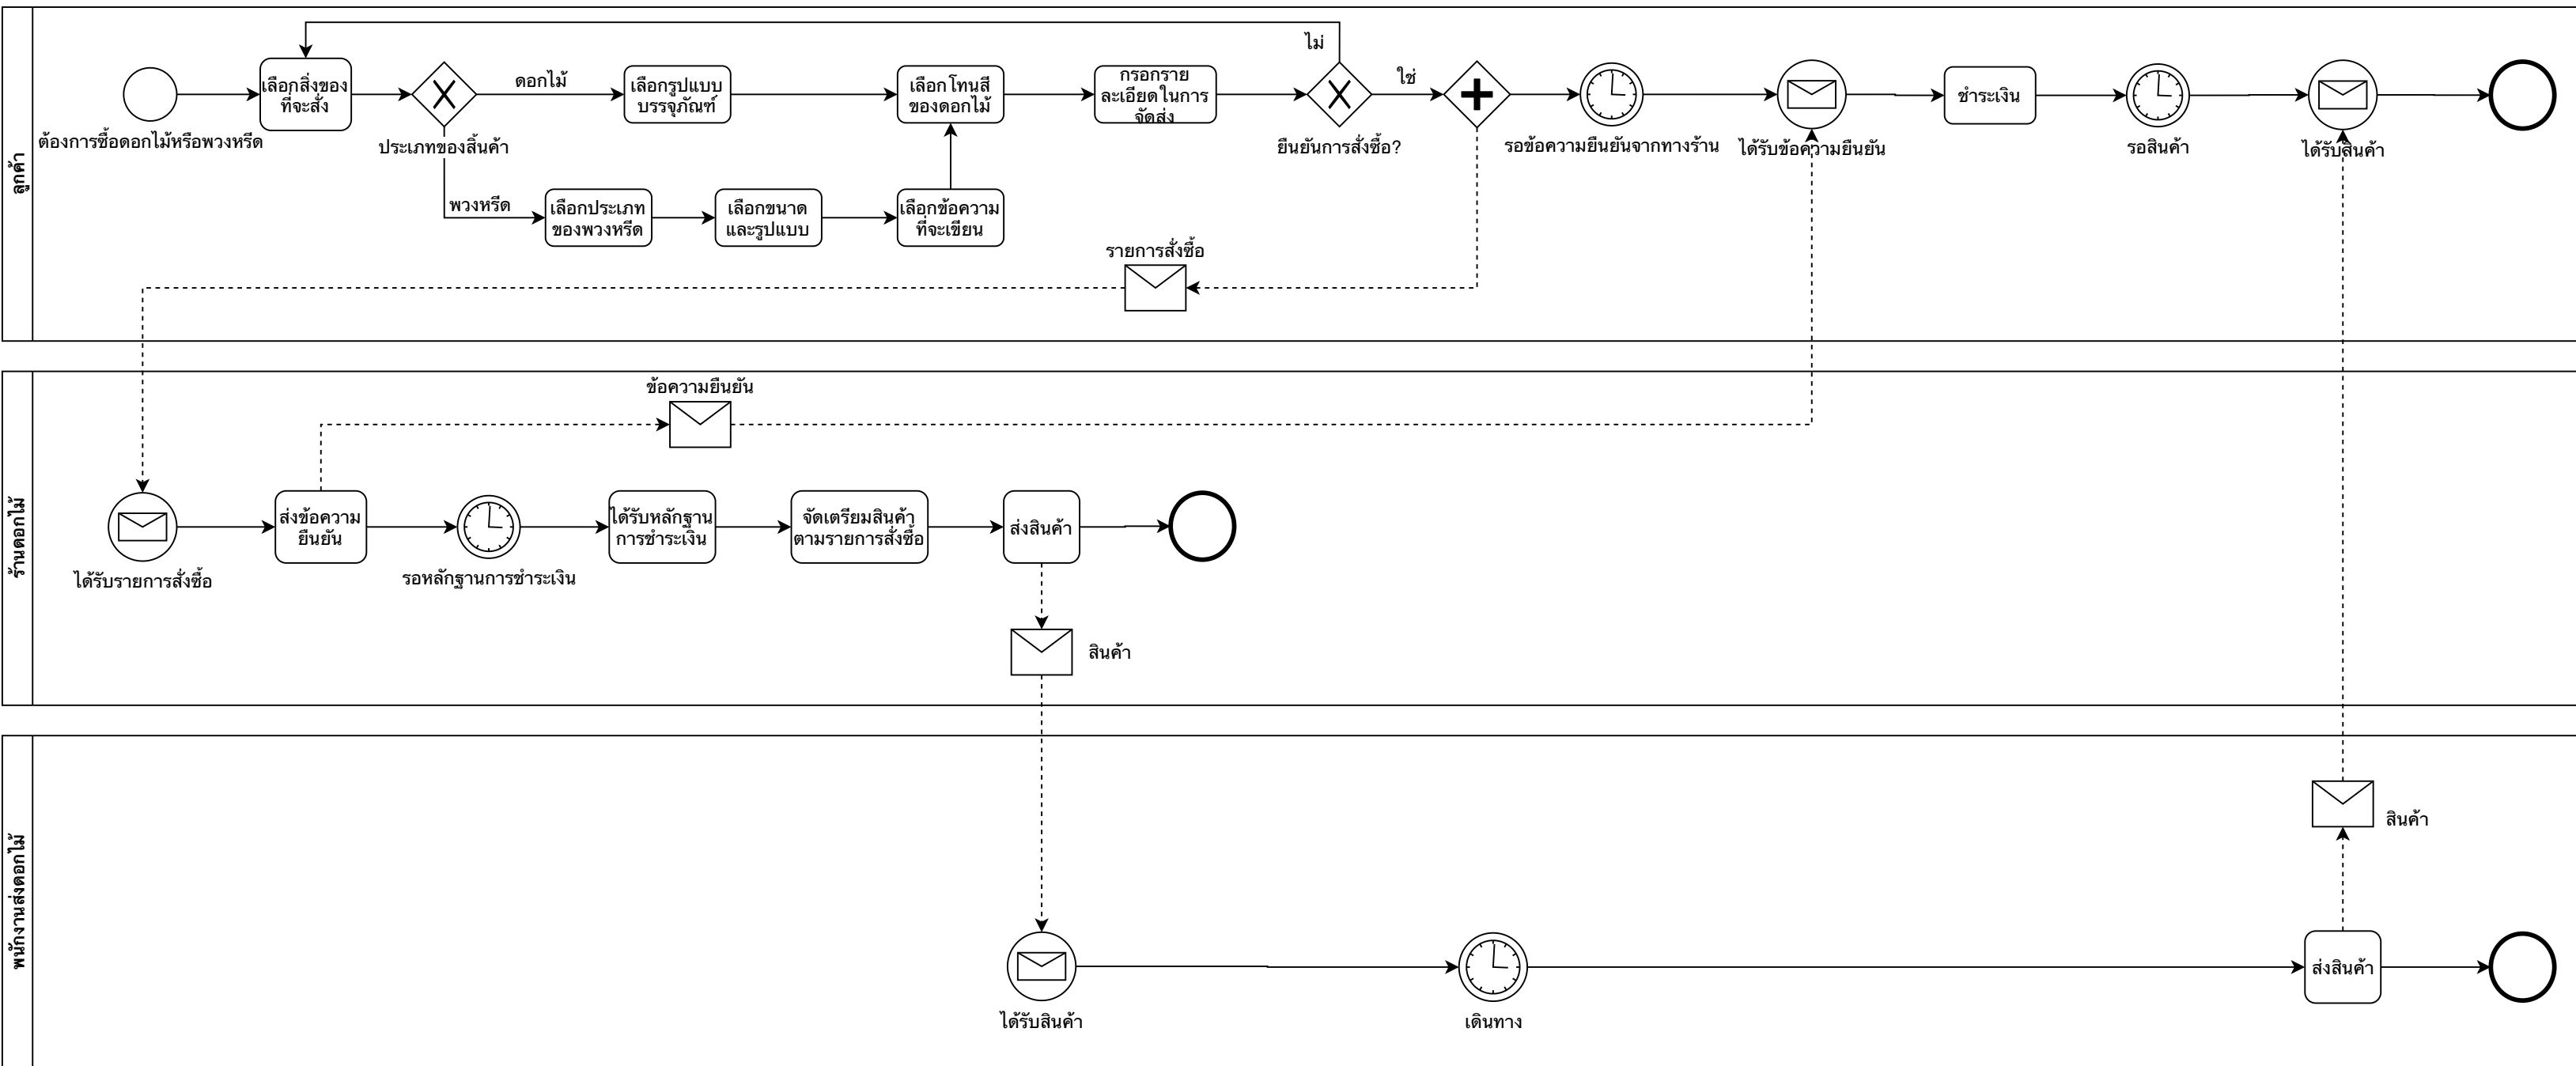 ลูกค้า
ไม่
ต้องการซื้อดอกไม้หรือพวงหรีด
เลือกสิ่งของ
ที่จะสั่ง
ประเภทของสิ้นค้า
ดอกไม้
เลือกรูปแบบ
บรรจุภัณฑ์
เลือกโทนสี
ของดอกไม้
กรอกราย
ละเอียดในการ
จัดส่ง
ยืนยันการสั่งซื้อ?
ใช่
รอข้อความยืนยันจากทางร้าน
ได้รับข้อความยืนยัน
ชำระเงิน
รอสินค้า
ได้รับสินค้า
พวงหรีด
เลือกประเภท
ของพวงหรีด
เลือกขนาด
และรูปแบบ
เลือกข้อความ
ที่จะเขียน
รายการสั่งซื้อ
ร้านดอกไม้
ข้อความยืนยัน
ได้รับรายการสั่งซื้อ
ส่งข้อความ
ยืนยัน
รอหลักฐานการชำระเงิน
ได้รับหลักฐาน
การชำระเงิน
จัดเตรียมสินค้า
ตามรายการสั่งซื้อ
ส่งสินค้า
สินค้า
พนักงานส่งดอกไม้
สินค้า
ได้รับสินค้า
เดินทาง
ส่งสินค้า